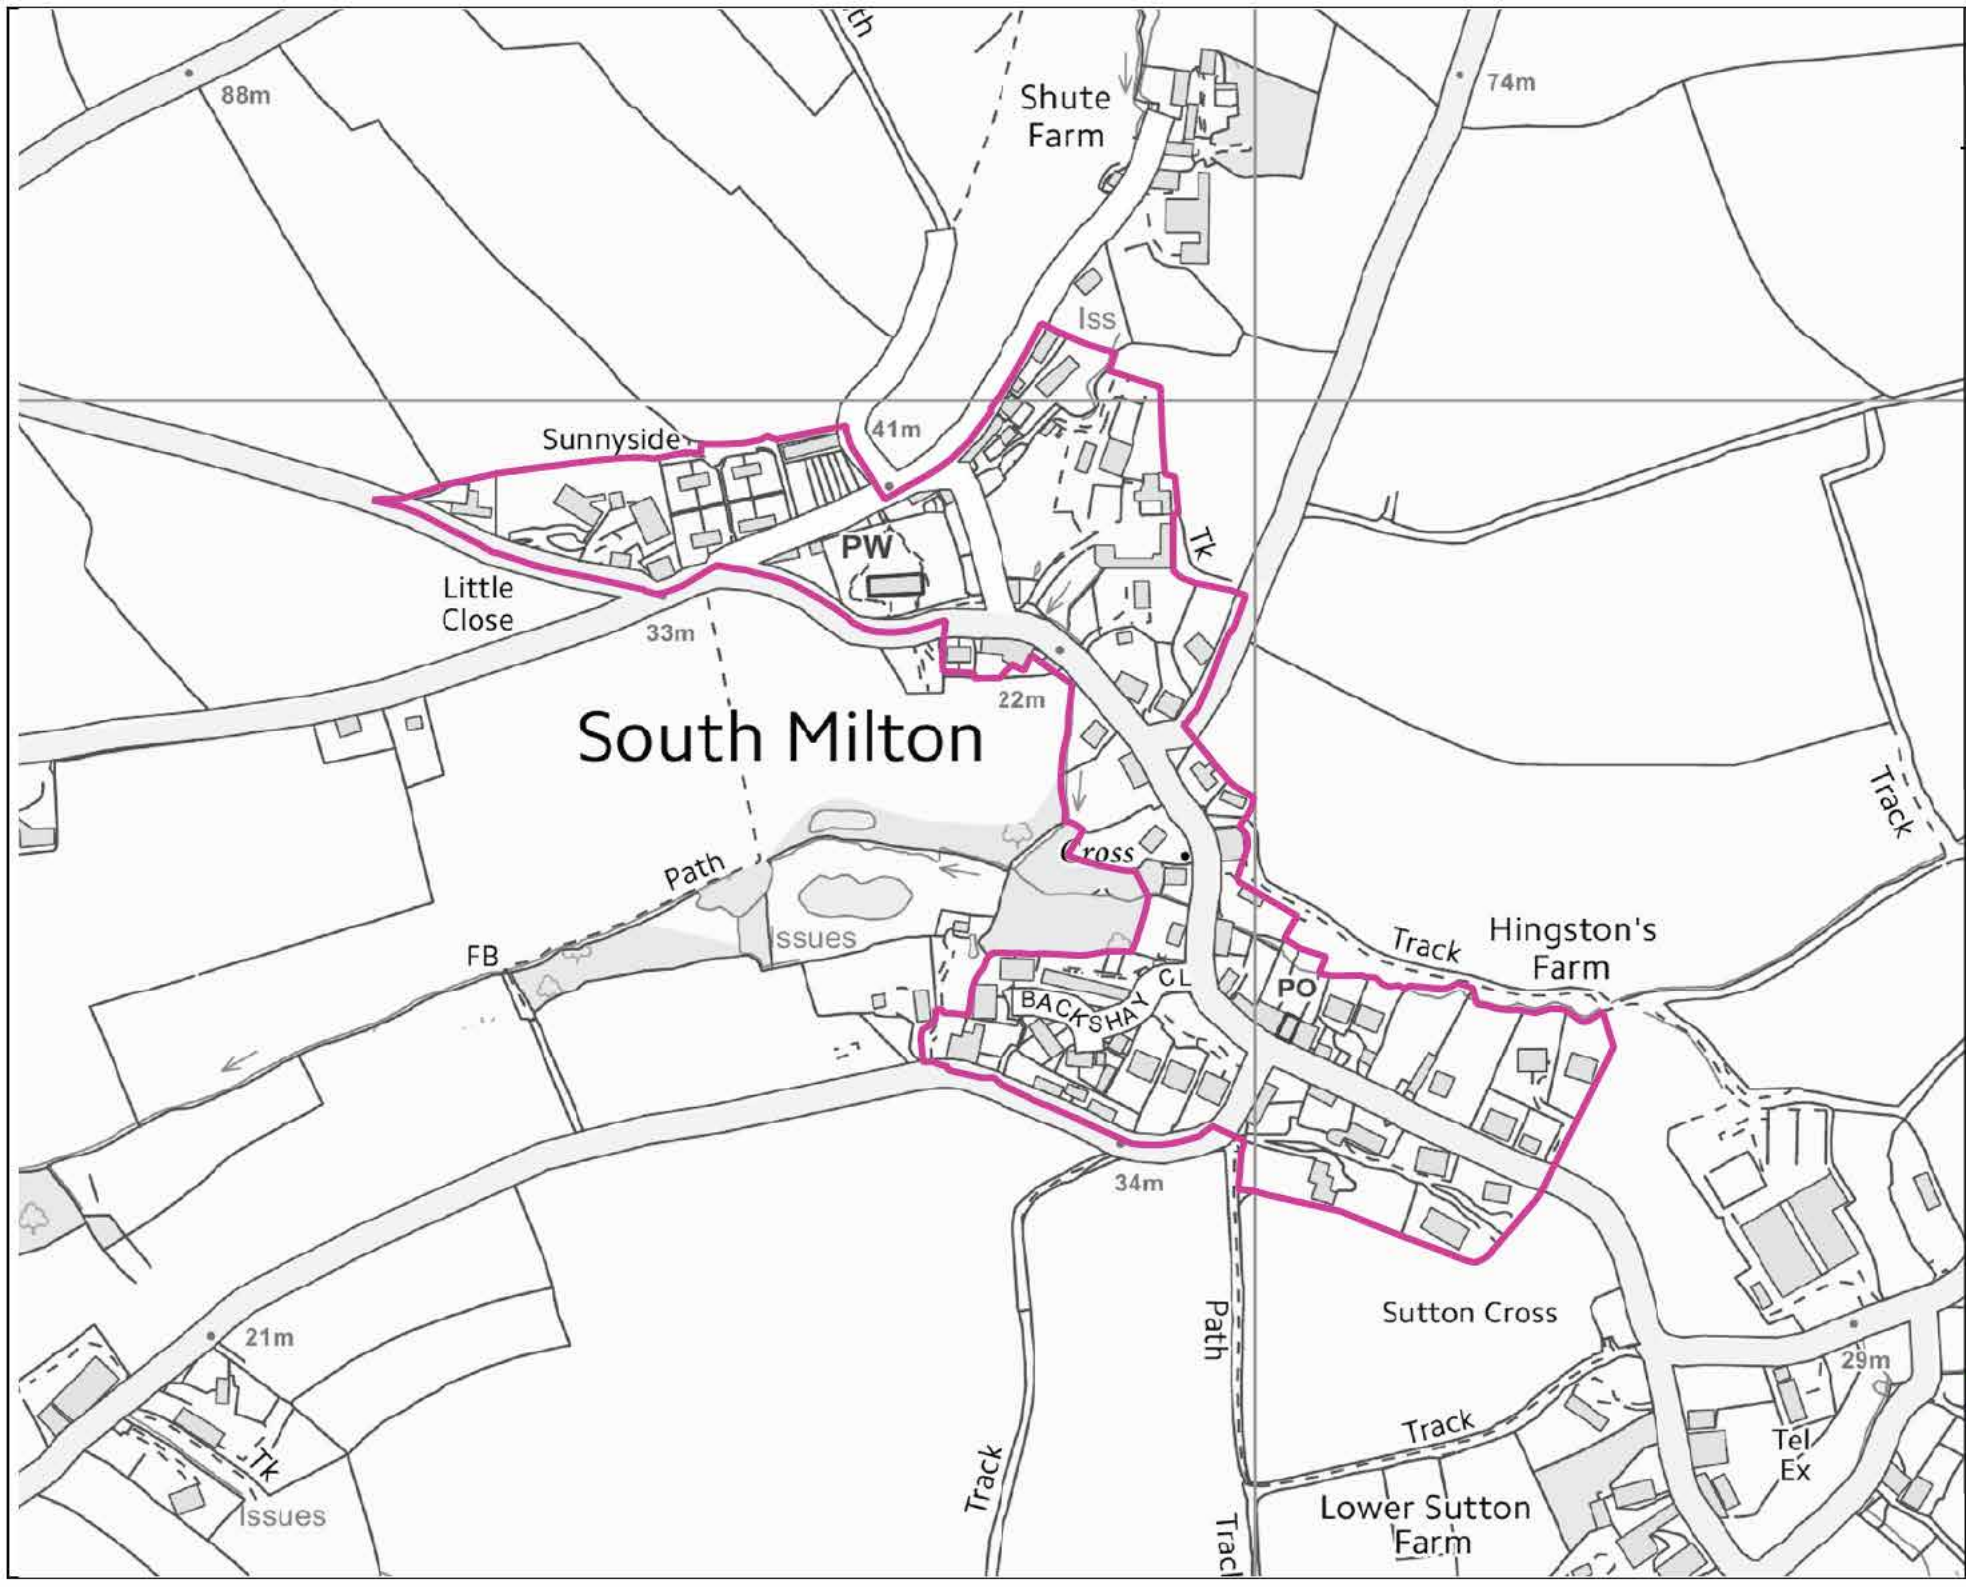 th
88m
74m
Shute
Farm
Iss
41m
Sunnyside
PW
Tk
Little
Close
33m
22m
South Milton
Track
Cross
Path
Issues
FB
Track
Hingston's
Farm
CL
PO
BACKSHAY
34m
Path
Sutton Cross
21m
29m
Track
Tel
Ex
Tk
Track
Issues
Lower Sutton
Farm
Track